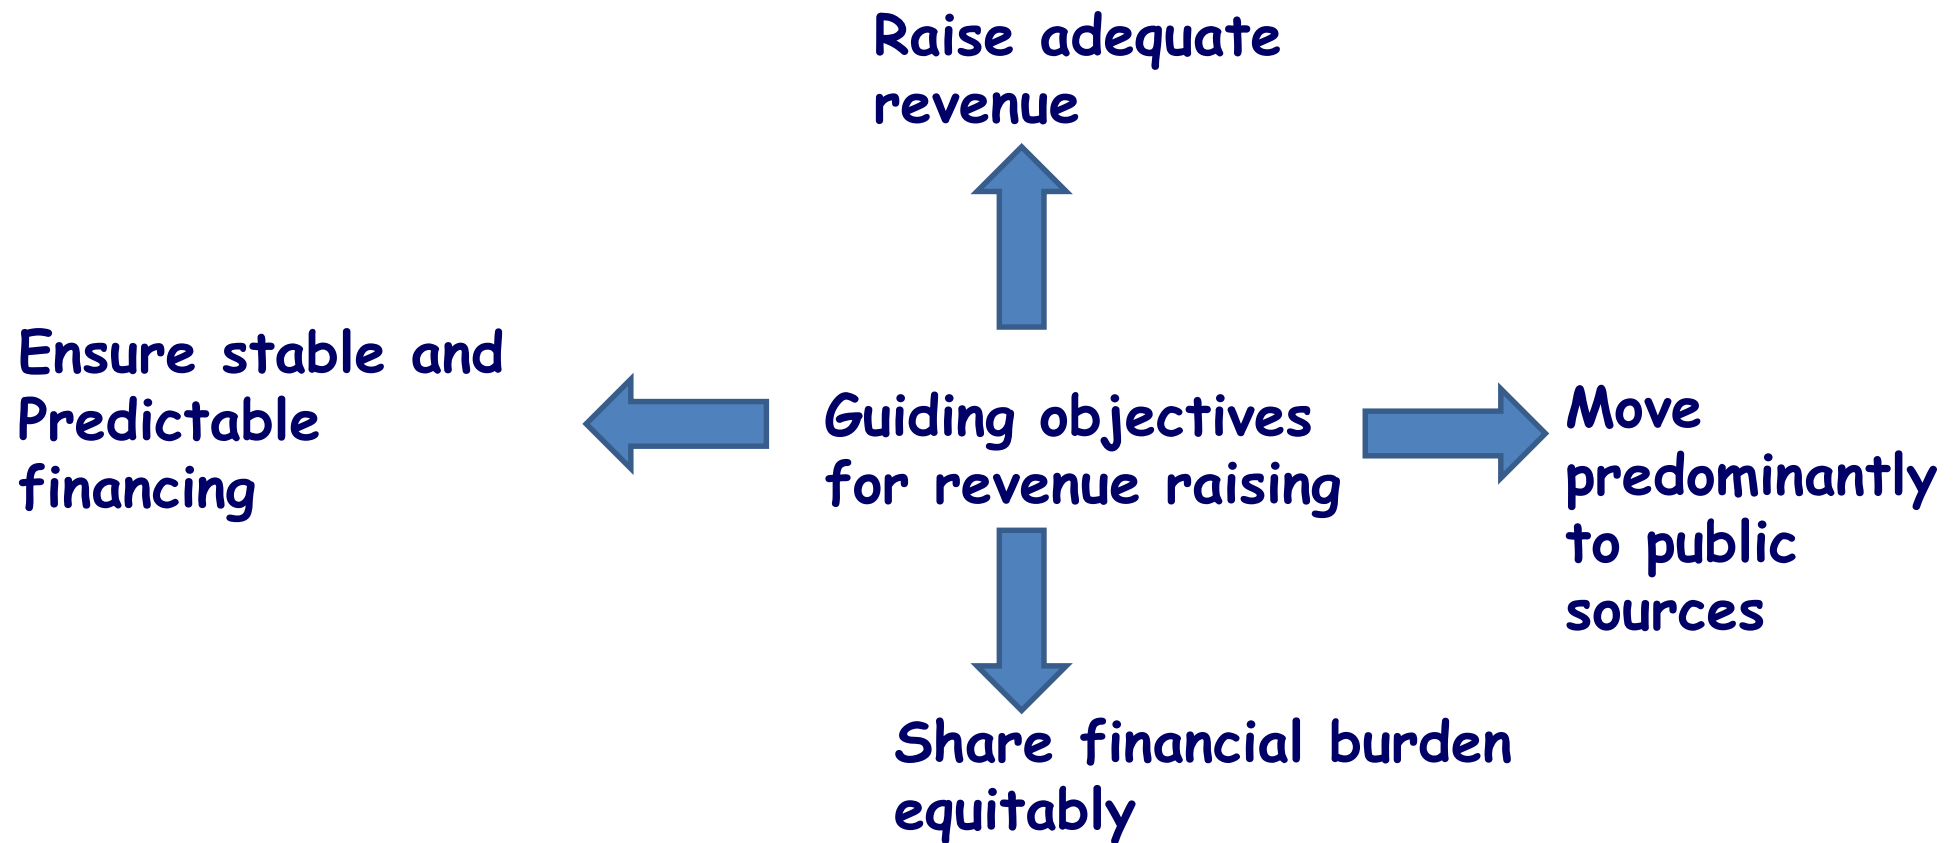 Raise adequate
revenue
Ensure stable and
Predictable
financing
Guiding objectives
for revenue raising
Move
predominantly
to public
sources
Share financial burden
equitably